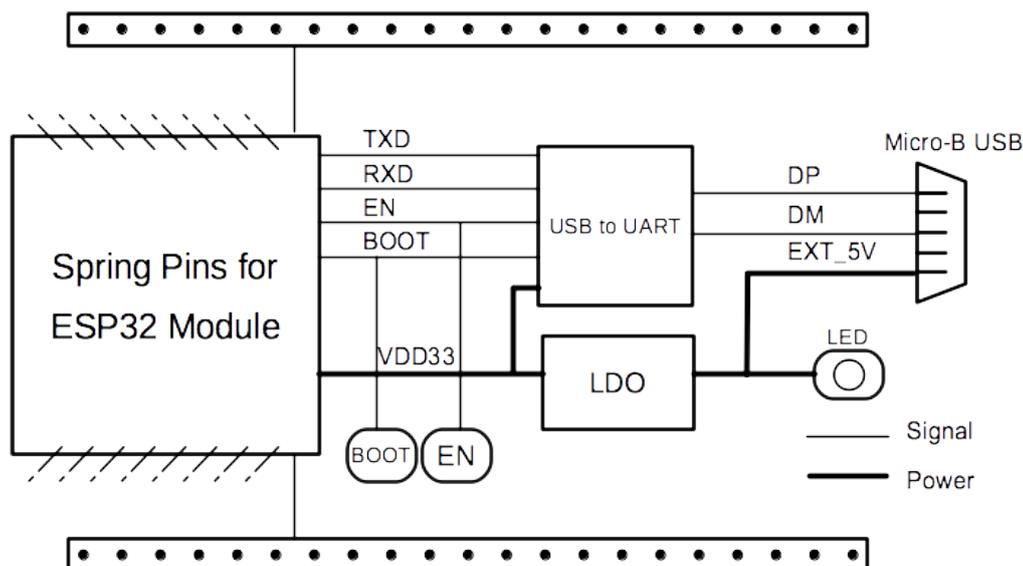 Micro-B USB
TXD
RXD
EN
BOOT
DP
DM
EXT_5V
USB to UART
Spring Pins for
ESP32 Module
VDD33
LDO
LED
BOOT
EN
Signal
Power